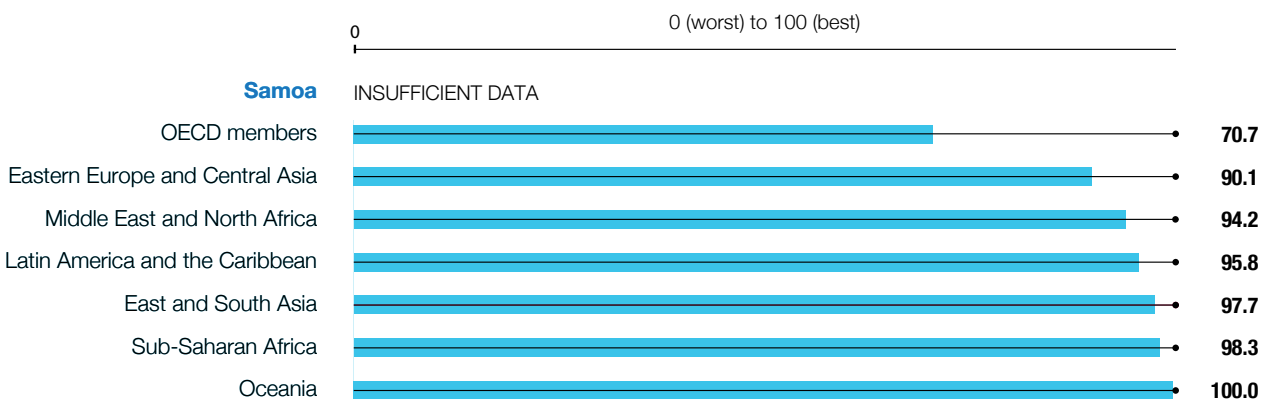 0 (worst) to 100 (best)
0
Samoa INSUFFICIENT DATA
OECD members 70.7
Eastern Europe and Central Asia 90.1
Middle East and North Africa 94.2
Latin America and the Caribbean 95.8
East and South Asia 97.7
Sub-Saharan Africa 98.3
Oceania 100.0